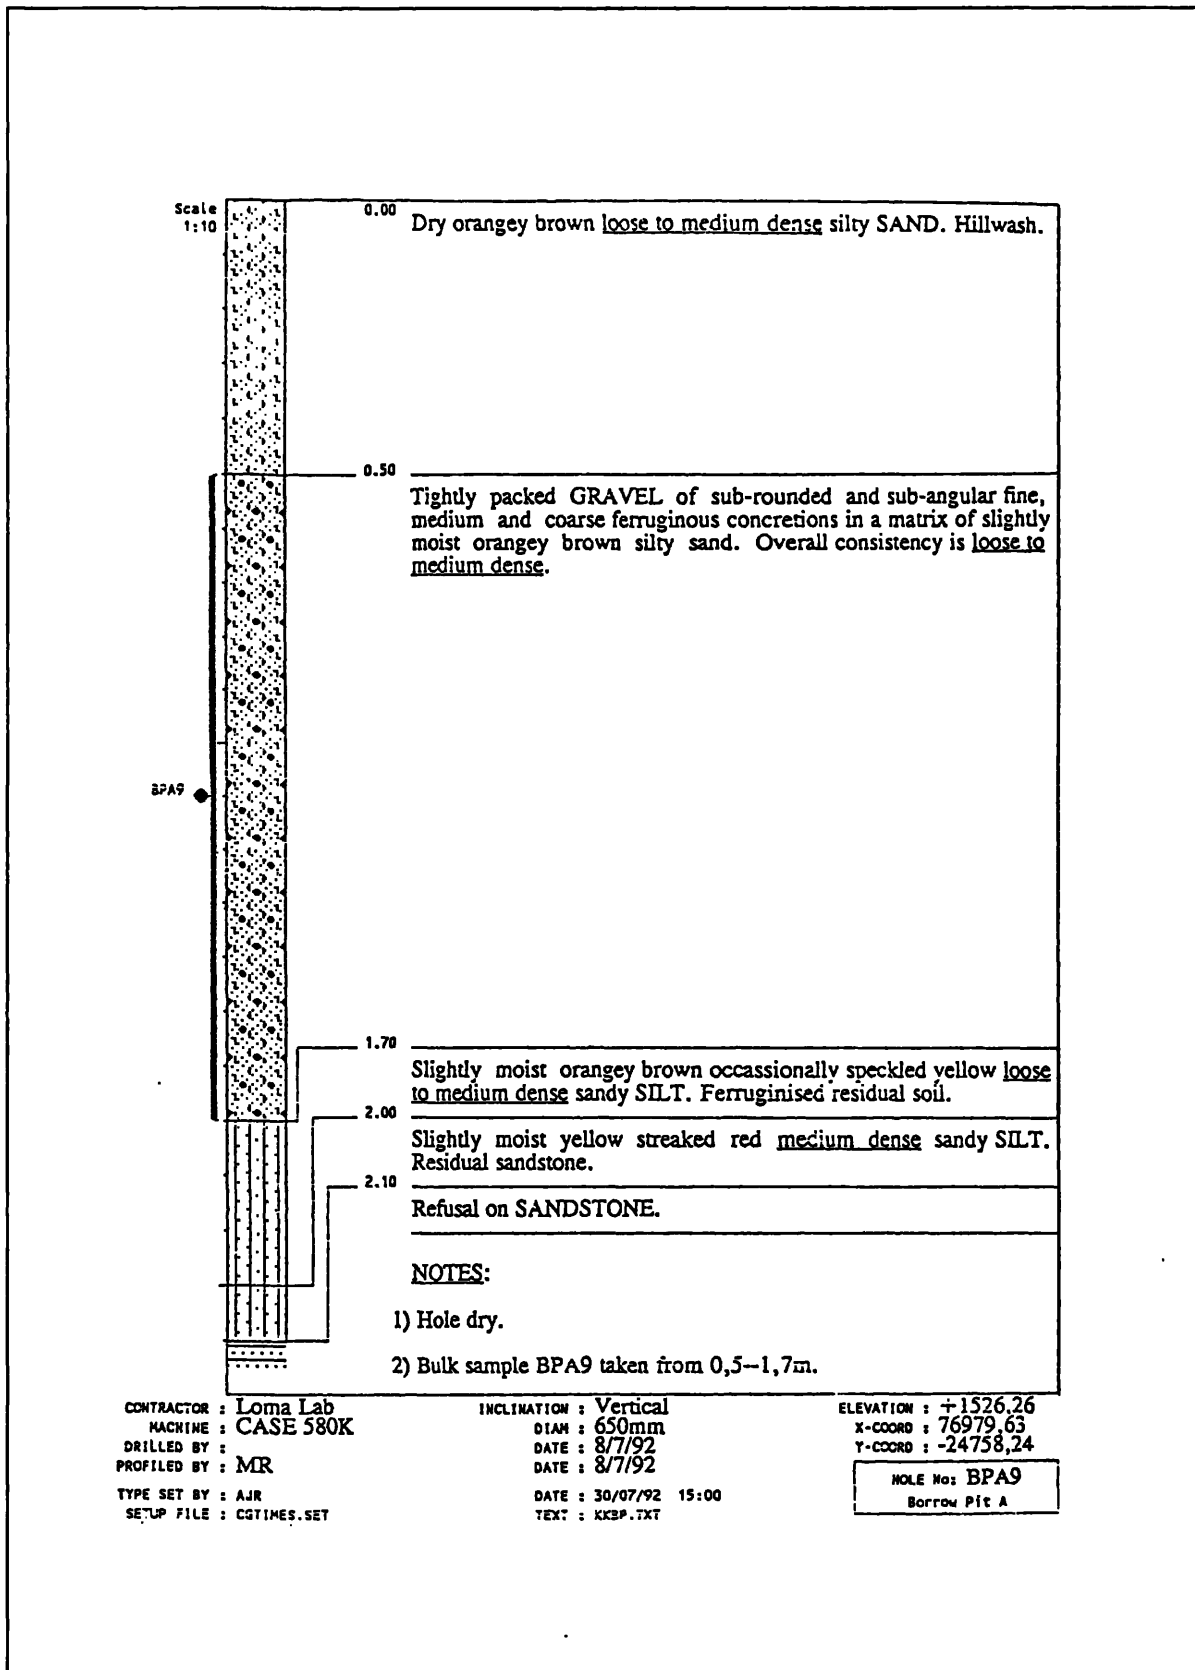 Scale
1:10
0.00
Dry orangey brown loose to medium dense silty SAND. Hillwash.
0.50
Tightly packed GRAVEL of sub-rounded and sub-angular fine,
medium and coarse ferruginous concretions in a matrix of slightly
moist orangey brown silty sand. Overall consistency is loose to
medium dense.
BPA9
1.70
Slightly moist orangey brown occassionally speckled yellow loose
to medium dense sandy SILT. Ferruginised residual soil.
2.00
Slightly moist yellow streaked red medium dense sandy SILT.
Residual sandstone.
2.10
Refusal on SANDSTONE.
NOTES:
1) Hole dry.
2) Bulk sample BPA9 taken from 0,5–1,7m.
CONTRACTOR : Loma Lab
MACHINE : CASE 580K
DRILLED BY :
PROFILED BY : MR
TYPE SET BY : AJR
SETUP FILE : CGTIMES.SET
INCLINATION : Vertical
DIAM : 650mm
DATE : 8/7/92
DATE : 8/7/92
DATE : 30/07/92 15:00
TEXT : KKBP.TXT
ELEVATION : +1526,26
X-COORD : 76979,63
Y-COORD : -24758,24
HOLE No: BPA9
Borrow Pit A